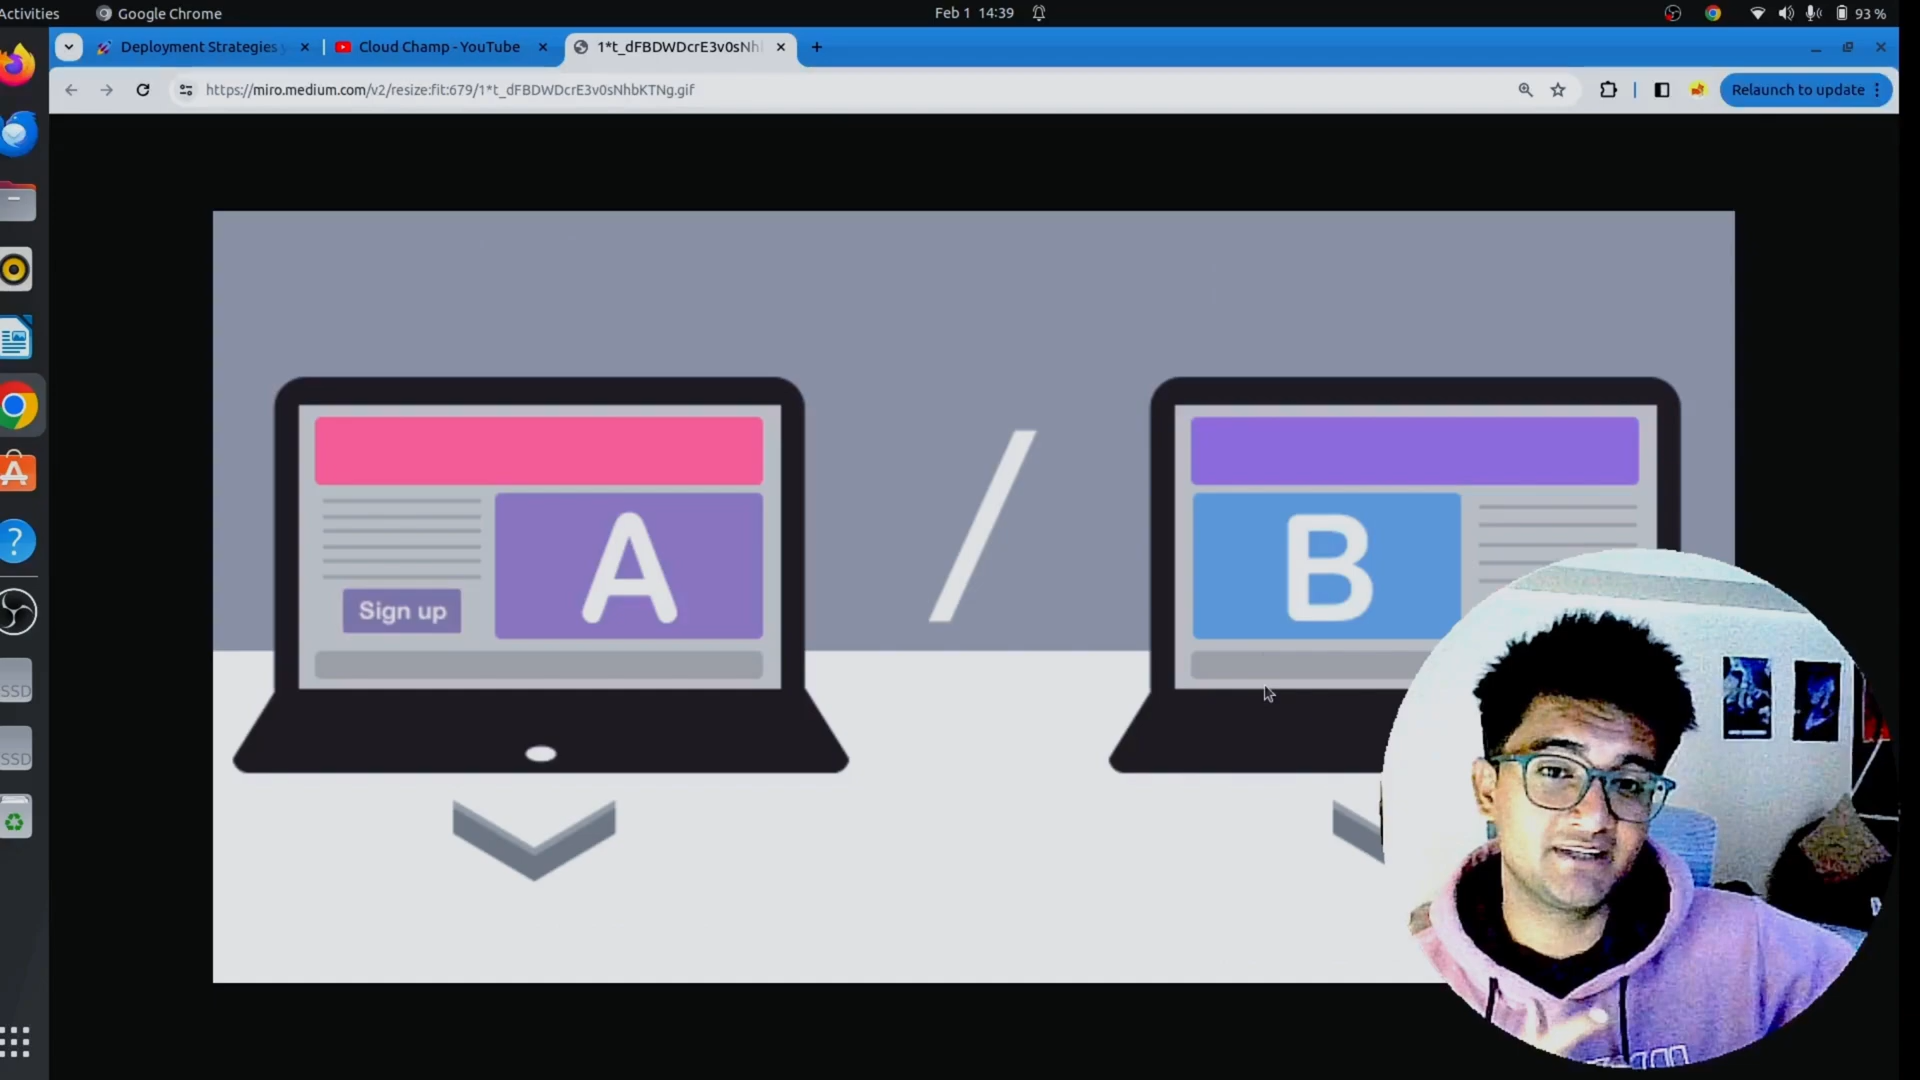 Activities
Google Chrome
Feb 1 14:39
93 %
Deployment Strategies
Cloud Champ - YouTube
1*t_dFBDWDcrE3v0sNh
https://miro.medium.com/v2/resize:fit:679/1*t_dFBDWDcrE3v0sNhbKTNg.gif
Relaunch to update
A
/
B
Sign up
SSD
SSD